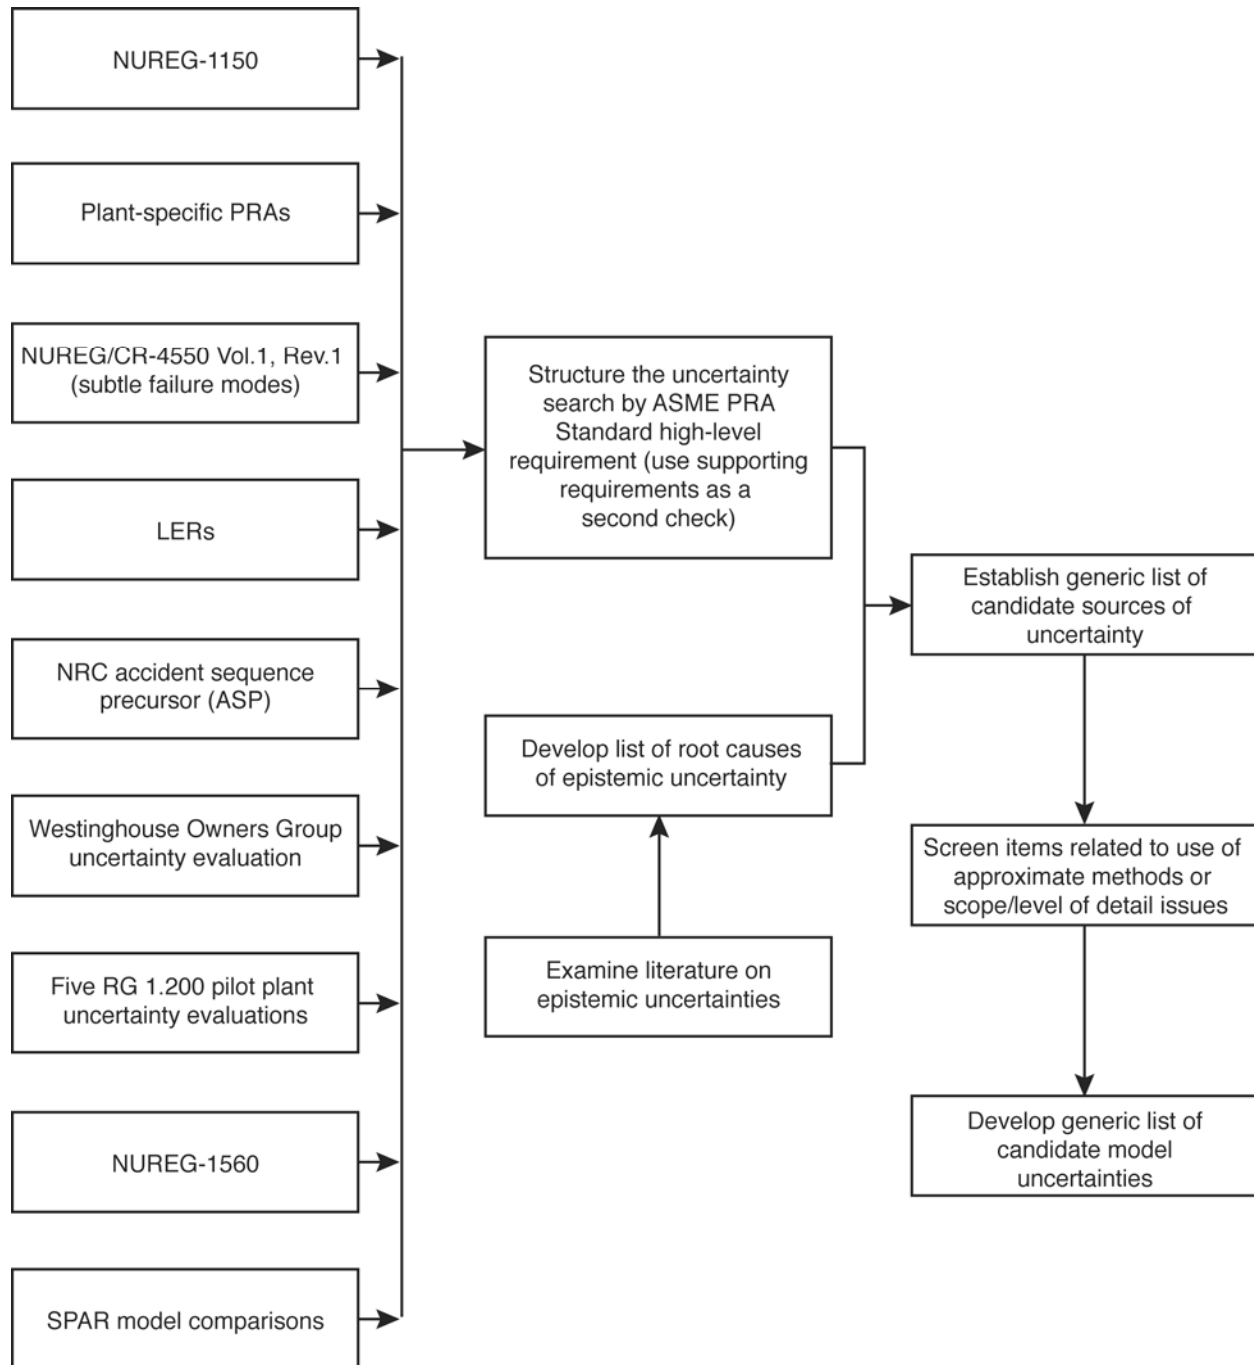 NUREG-1150
Plant-specific PRAs
NUREG/CR-4550 Vol.1, Rev.1
(subtle failure modes)
LERs
NRC accident sequence
precursor (ASP)
Westinghouse Owners Group
uncertainty evaluation
Five RG 1.200 pilot plant
uncertainty evaluations
NUREG-1560
SPAR model comparisons
Structure the uncertainty
search by ASME PRA
Standard high-level
requirement (use supporting
requirements as a
second check)
Develop list of root causes
of epistemic uncertainty
Examine literature on
epistemic uncertainties
Establish generic list of
candidate sources of
uncertainty
Screen items related to use of
approximate methods or
scope/level of detail issues
Develop generic list of
candidate model
uncertainties